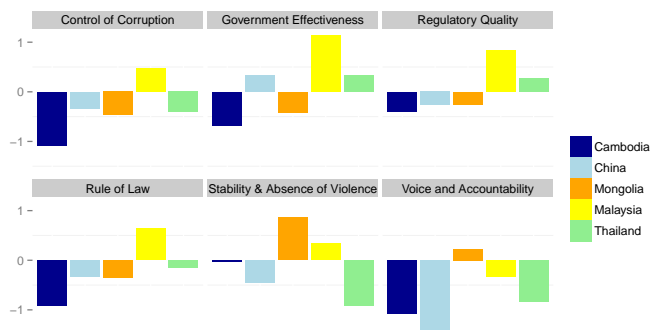 Control of Corruption
Government Effectiveness
Regulatory Quality
1
0
−1
Rule of Law
Stability & Absence of Violence
Voice and Accountability
1
0
−1
Cambodia
China
Mongolia
Malaysia
Thailand